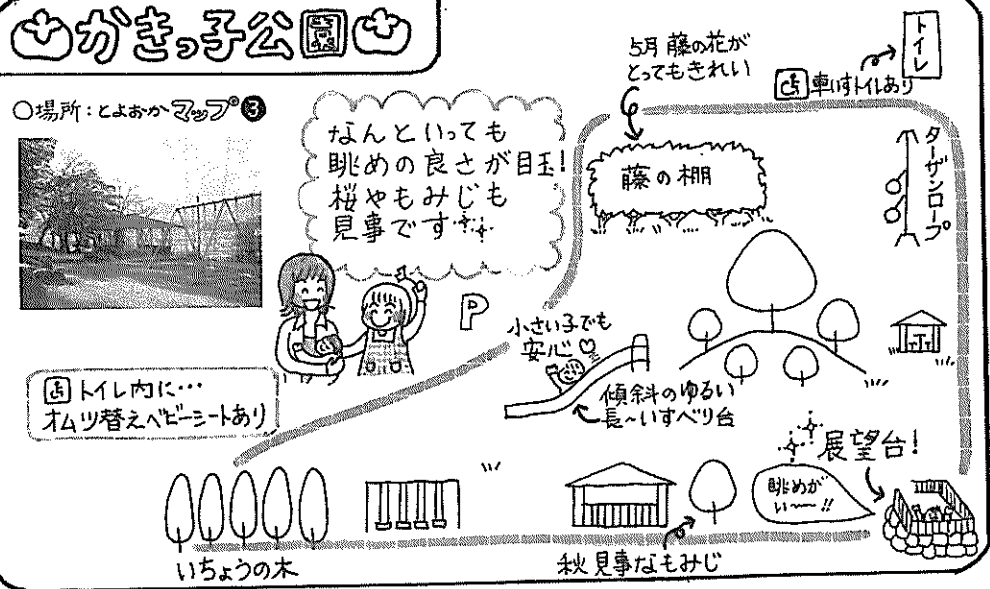 かきっ子公園
○場所：とよおかマップ③
なんといっても
眺めの良さが目玉!
桜やもみじも
見事です
トイレ内に…
オムツ替えベビーシートあり
5月 藤の花が
とってもきれい
藤の棚
トイレ
車いすトイレあり
ターザンロープ
P
小さい子でも
安心♡
傾斜のゆるい
長〜いすべり台
展望台!
眺めが
い〜〜!!
いちょうの木
秋 見事なもみじ